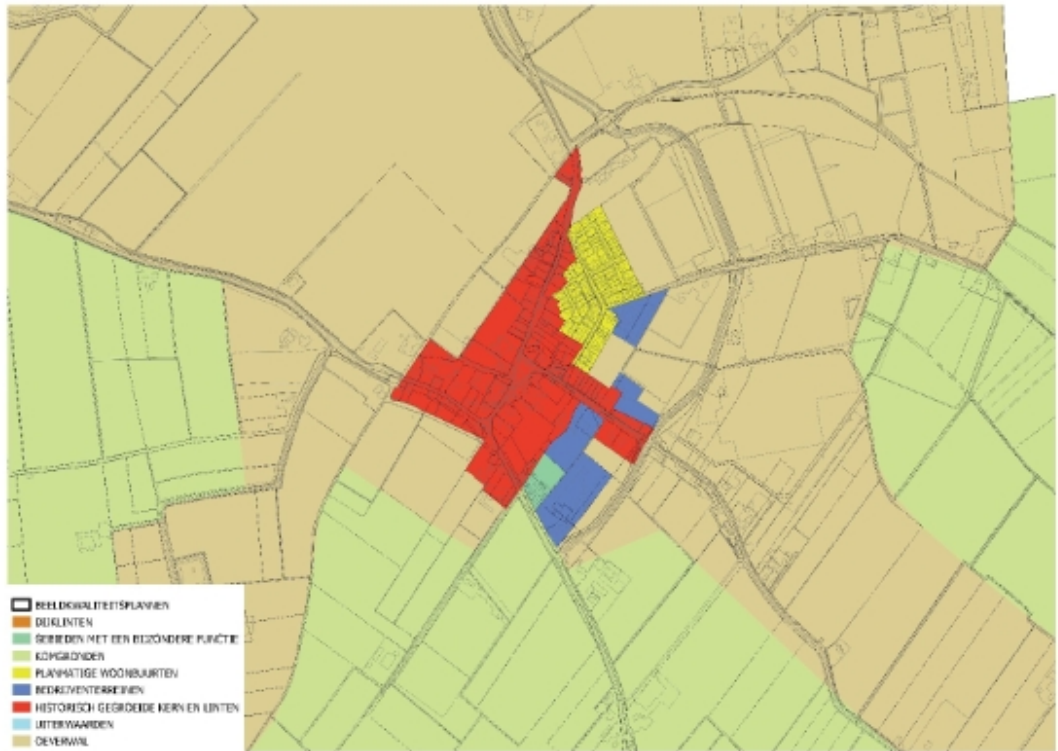 BEELDKWALITEITSPLANNEN
DIJKLINTEN
GEBIEDEN MET EEN BIJZONDERE FUNCTIE
KOMGRONDEN
PLANMATIGE WOONBUURTEN
BEDRIJVENTERREINEN
HISTORISCH GEGROEIDE KERN EN LINTEN
UITERWAARDEN
OEVERWAL